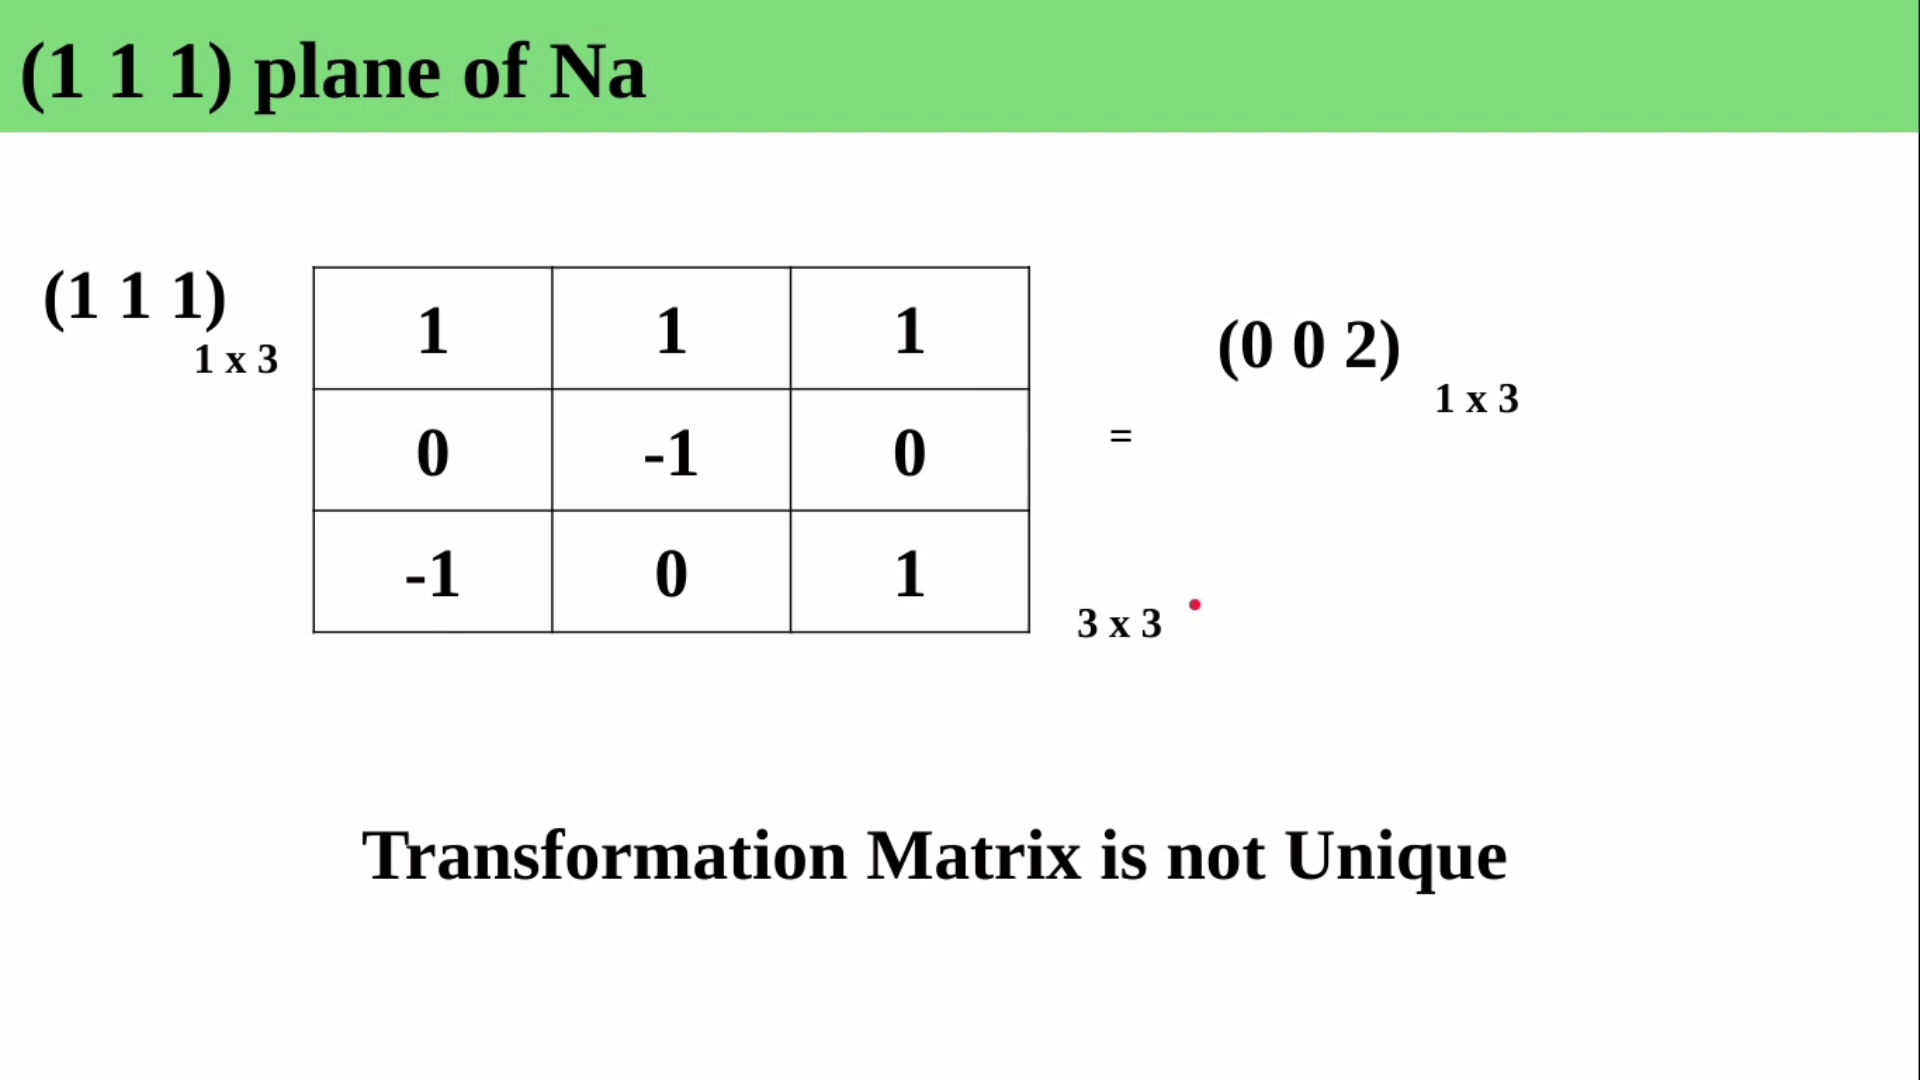 (1 1 1) plane of Na
(1 1 1)
1 x 3
1 1 1
0 -1 0
-1 0 1
3 x 3
=
(0 0 2)
1 x 3
Transformation Matrix is not Unique